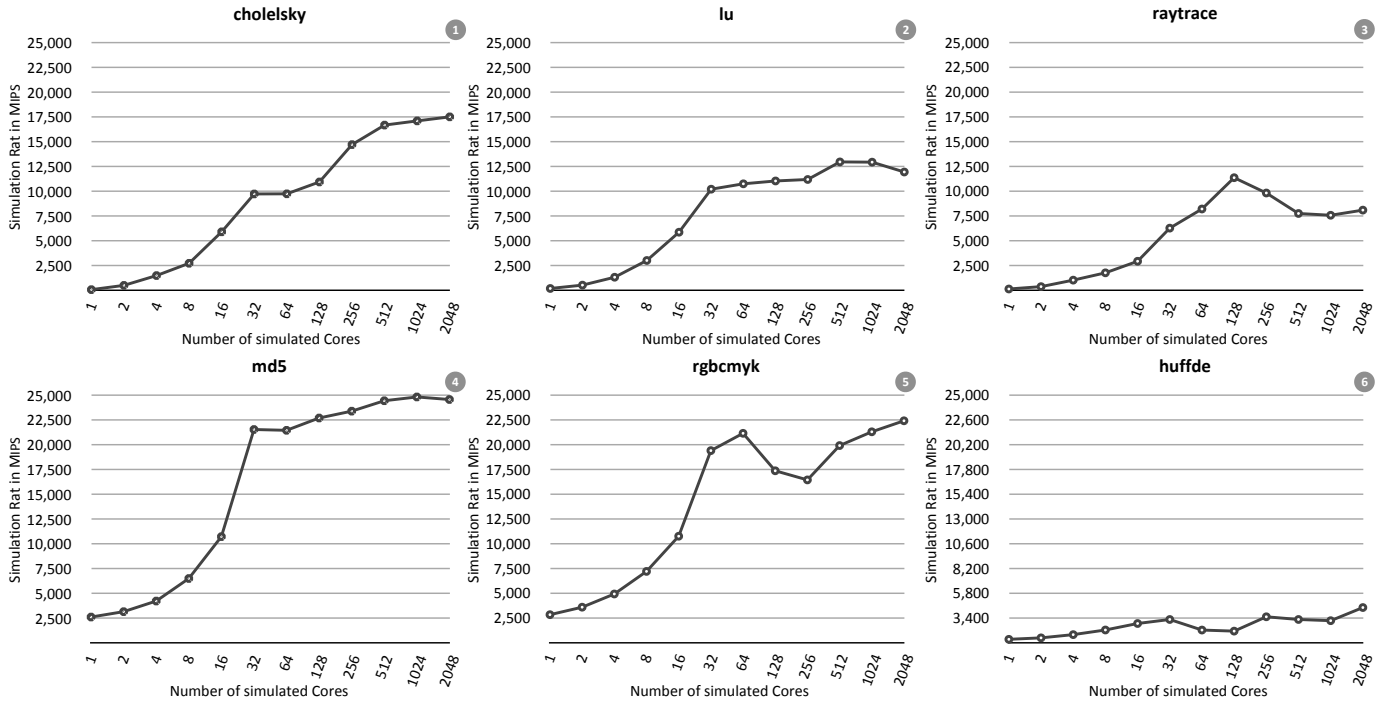 cholelsky
1
25,000
22,500
20,000
17,500
15,000
12,500
10,000
7,500
5,000
2,500
Simulation Rat in MIPS
1 2 4 8 16 32 64 128 256 512 1024 2048
Number of simulated Cores
lu
2
25,000
22,500
20,000
17,500
15,000
12,500
10,000
7,500
5,000
2,500
Simulation Rat in MIPS
1 2 4 8 16 32 64 128 256 512 1024 2048
Number of simulated Cores
raytrace
3
25,000
22,500
20,000
17,500
15,000
12,500
10,000
7,500
5,000
2,500
Simulation Rat in MIPS
1 2 4 8 16 32 64 128 256 512 1024 2048
Number of simulated Cores
md5
4
25,000
22,500
20,000
17,500
15,000
12,500
10,000
7,500
5,000
2,500
Simulation Rat in MIPS
1 2 4 8 16 32 64 128 256 512 1024 2048
Number of simulated Cores
rgbcmyk
5
25,000
22,500
20,000
17,500
15,000
12,500
10,000
7,500
5,000
2,500
Simulation Rat in MIPS
1 2 4 8 16 32 64 128 256 512 1024 2048
Number of simulated Cores
huffde
6
25,000
22,600
20,200
17,800
15,400
13,000
10,600
8,200
5,800
3,400
Simulation Rat in MIPS
1 2 4 8 16 32 64 128 256 512 1024 2048
Number of simulated Cores